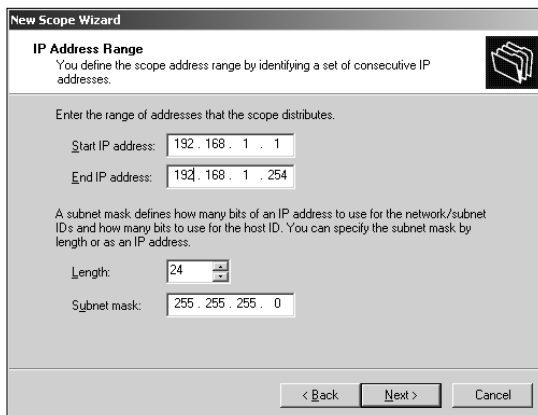 New Scope Wizard
IP Address Range
You define the scope address range by identifying a set of consecutive IP
addresses.
Enter the range of addresses that the scope distributes.
Start IP address: 192 . 168 . 1 . 1
End IP address: 192 . 168 . 1 . 254
A subnet mask defines how many bits of an IP address to use for the network/subnet
IDs and how many bits to use for the host ID. You can specify the subnet mask by
length or as an IP address.
Length: 24
Subnet mask: 255 . 255 . 255 . 0
< Back Next > Cancel